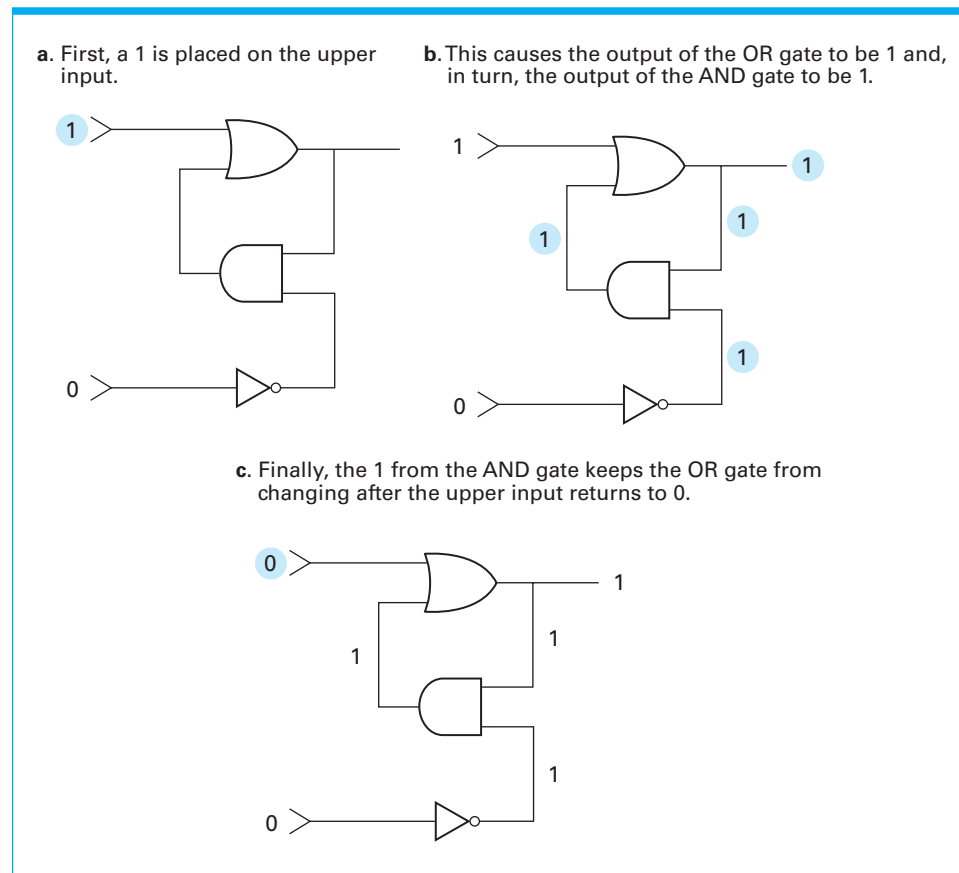 a. First, a 1 is placed on the upper
input.
b. This causes the output of the OR gate to be 1 and,
in turn, the output of the AND gate to be 1.
1
0
1
1
1
1
1
0
c. Finally, the 1 from the AND gate keeps the OR gate from
changing after the upper input returns to 0.
0
1
1
1
1
0